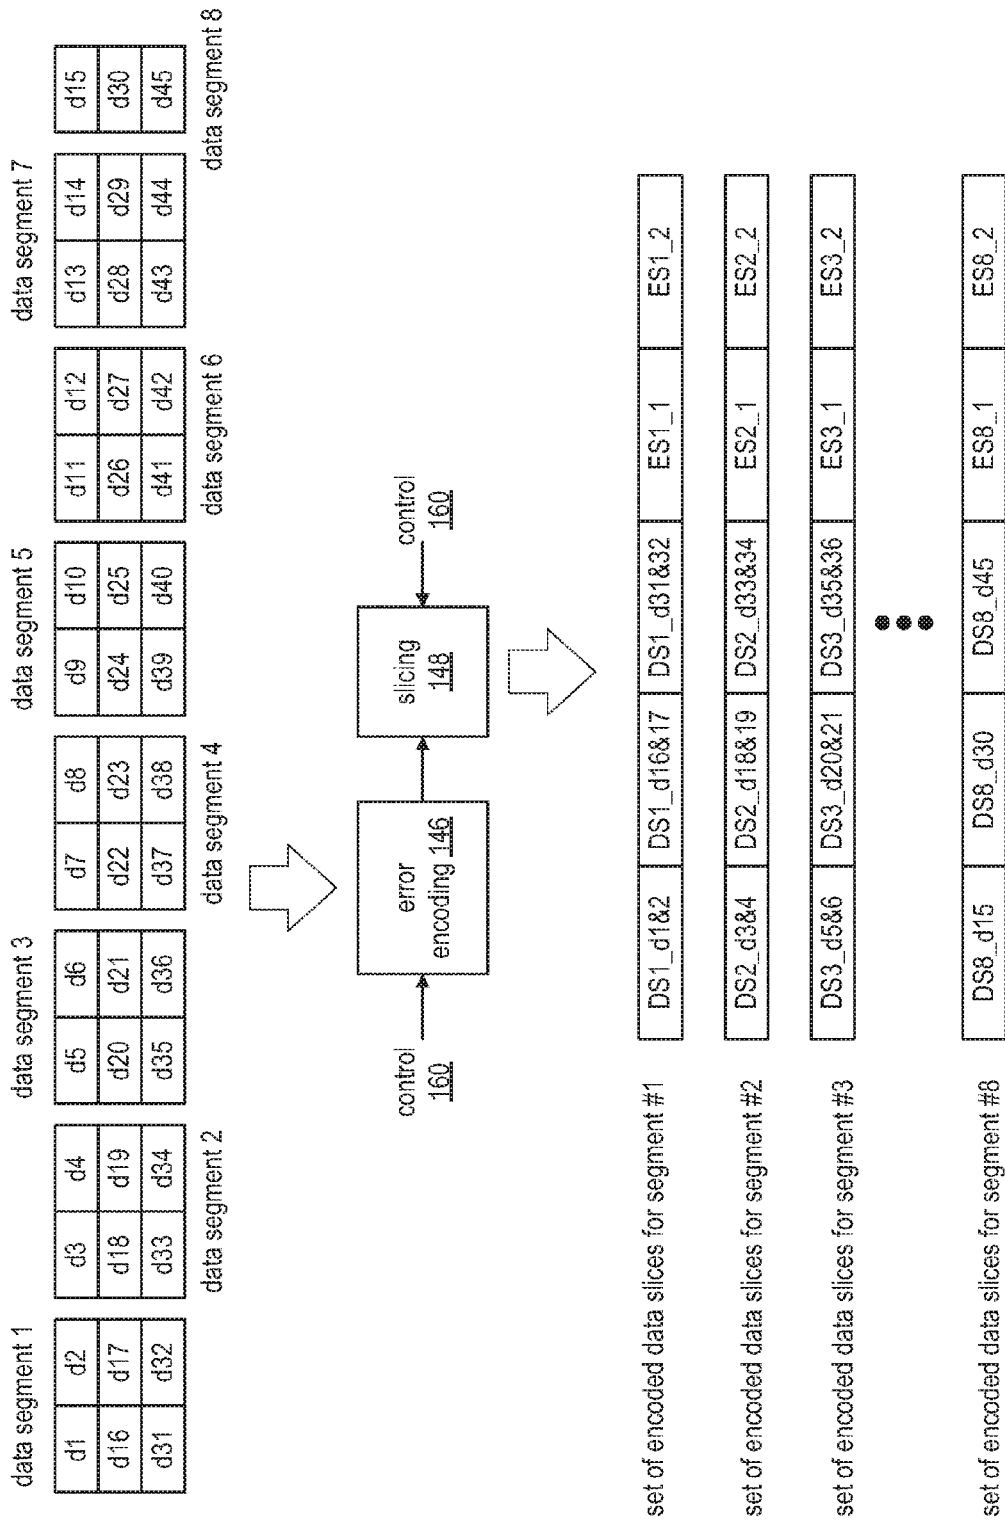 data segment 1
data segment 3
data segment 5
data segment 7
d1 d2 d3 d4 d5 d6 d7 d8 d9 d10 d11 d12 d13 d14 d15
d16 d17 d18 d19 d20 d21 d22 d23 d24 d25 d26 d27 d28 d29 d30
d31 d32 d33 d34 d35 d36 d37 d38 d39 d40 d41 d42 d43 d44 d45
data segment 2
data segment 4
data segment 6
data segment 8
control
160
error
encoding 146
slicing
148
control
160
set of encoded data slices for segment #1
DS1_d1&2 DS1_d16&17 DS1_d31&32 ES1_1 ES1_2
set of encoded data slices for segment #2
DS2_d3&4 DS2_d18&19 DS2_d33&34 ES2_1 ES2_2
set of encoded data slices for segment #3
DS3_d5&6 DS3_d20&21 DS3_d35&36 ES3_1 ES3_2
set of encoded data slices for segment #8
DS8_d15 DS8_d30 DS8_d45 ES8_1 ES8_2